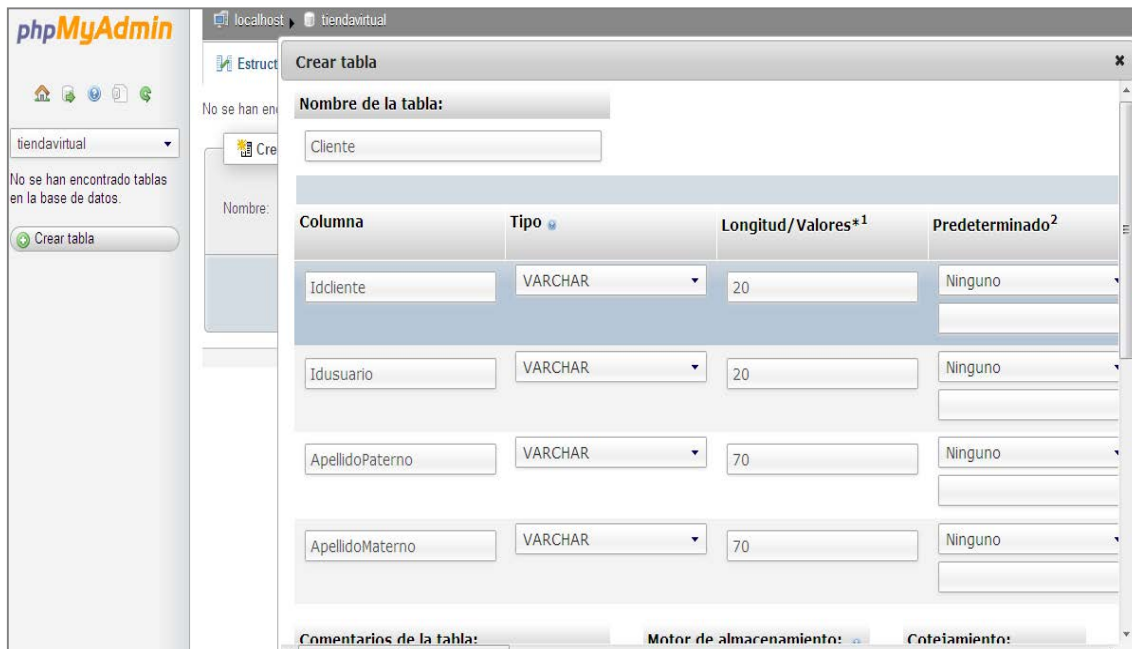 phpMyAdmin
localhost tiendavirtual
Estruct
Crear tabla
No se han en
Nombre de la tabla:
tiendavirtual
Cre
Cliente
No se han encontrado tablas
en la base de datos.
Nombre:
Crear tabla
Columna Tipo Longitud/Valores*1 Predeterminado2
Idcliente VARCHAR 20 Ninguno
Idusuario VARCHAR 20 Ninguno
ApellidoPaterno VARCHAR 70 Ninguno
ApellidoMaterno VARCHAR 70 Ninguno
Comentarios de la tabla: Motor de almacenamiento: Cotejamiento: